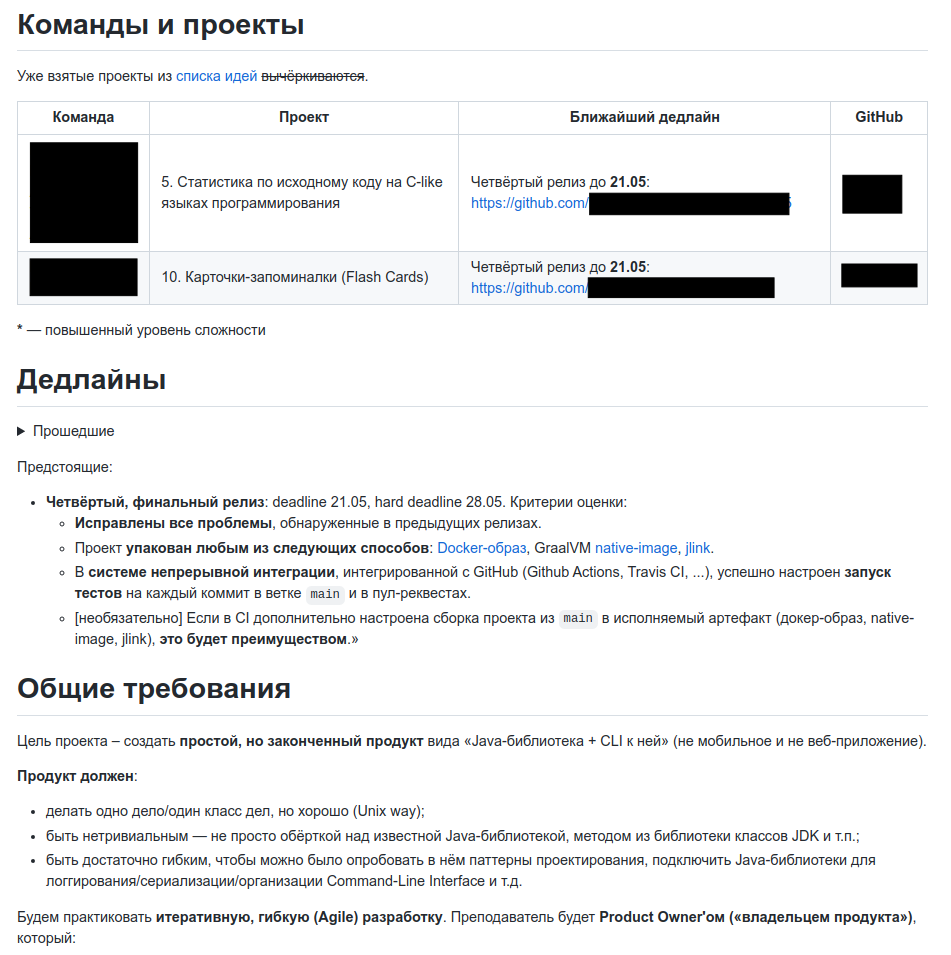 Команды и проекты
Уже взятые проекты из списка идей вычёркиваются.
Команда Проект Ближайший дедлайн GitHub
5. Статистика по исходному коду на C-like
языках программирования
Четвёртый релиз до 21.05:
https://github.com/
10. Карточки-запоминалки (Flash Cards)
Четвёртый релиз до 21.05:
https://github.com/
* — повышенный уровень сложности
Дедлайны
Прошедшие
Предстоящие:
Четвёртый, финальный релиз: deadline 21.05, hard deadline 28.05. Критерии оценки:
Исправлены все проблемы, обнаруженные в предыдущих релизах.
Проект упакован любым из следующих способов: Docker-образ, GraalVM native-image, jlink.
В системе непрерывной интеграции, интегрированной с GitHub (Github Actions, Travis CI, ...), успешно настроен запуск
тестов на каждый коммит в ветке main и в пул-реквестах.
[необязательно] Если в CI дополнительно настроена сборка проекта из main в исполняемый артефакт (докер-образ, native-
image, jlink), это будет преимуществом.»
Общие требования
Цель проекта – создать простой, но законченный продукт вида «Java-библиотека + CLI к ней» (не мобильное и не веб-приложение).
Продукт должен:
делать одно дело/один класс дел, но хорошо (Unix way);
быть нетривиальным — не просто обёрткой над известной Java-библиотекой, методом из библиотеки классов JDK и т.п.;
быть достаточно гибким, чтобы можно было опробовать в нём паттерны проектирования, подключить Java-библиотеки для
логгирования/сериализации/организации Command-Line Interface и т.д.
Будем практиковать итеративную, гибкую (Agile) разработку. Преподаватель будет Product Owner'ом («владельцем продукта»),
который: